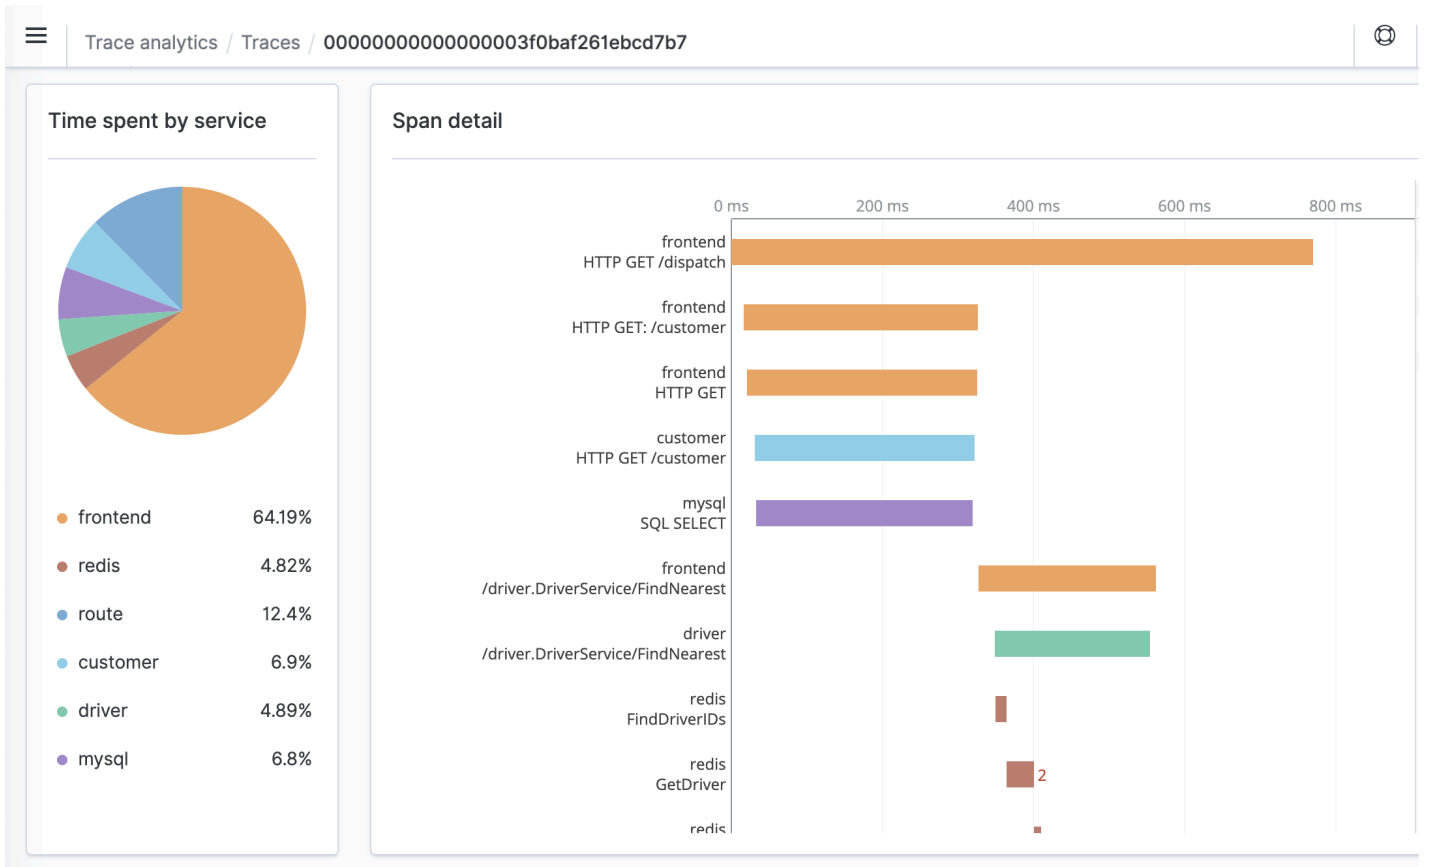 Trace analytics / Traces / 00000000000000003f0baf261ebcd7b7
Time spent by service
frontend 64.19%
redis 4.82%
route 12.4%
customer 6.9%
driver 4.89%
mysql 6.8%
Span detail
0 ms 200 ms 400 ms 600 ms 800 ms
frontend
HTTP GET /dispatch
frontend
HTTP GET: /customer
frontend
HTTP GET
customer
HTTP GET /customer
mysql
SQL SELECT
frontend
/driver.DriverService/FindNearest
driver
/driver.DriverService/FindNearest
redis
FindDriverIDs
redis
GetDriver
2
redis